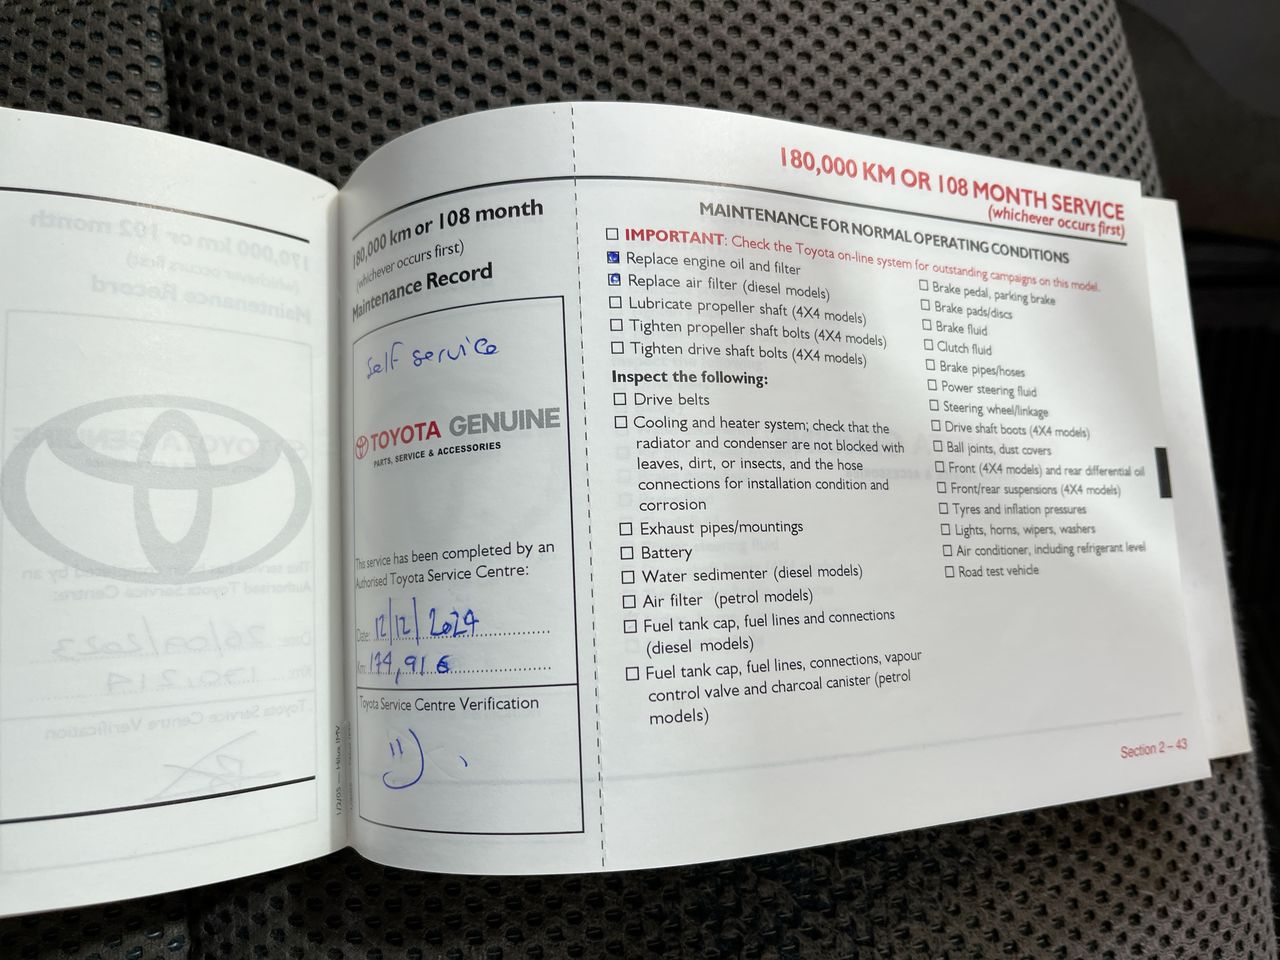 180,000 km or 108 month
(whichever occurs first)
Maintenance Record
Self service
TOYOTA GENUINE
PARTS, SERVICE & ACCESSORIES
This service has been completed by an
Authorised Toyota Service Centre:
Date: 12/12/2024
Km: 174,916
Toyota Service Centre Verification
180,000 KM OR 108 MONTH SERVICE
(whichever occurs first)
MAINTENANCE FOR NORMAL OPERATING CONDITIONS
IMPORTANT: Check the Toyota on-line system for outstanding campaigns on this model.
Replace engine oil and filter
Replace air filter (diesel models)
Lubricate propeller shaft (4X4 models)
Tighten propeller shaft bolts (4X4 models)
Tighten drive shaft bolts (4X4 models)
Inspect the following:
Drive belts
Cooling and heater system; check that the
radiator and condenser are not blocked with
leaves, dirt, or insects, and the hose
connections for installation condition and
corrosion
Exhaust pipes/mountings
Battery
Water sedimenter (diesel models)
Air filter (petrol models)
Fuel tank cap, fuel lines and connections
(diesel models)
Fuel tank cap, fuel lines, connections, vapour
control valve and charcoal canister (petrol
models)
Brake pedal, parking brake
Brake pads/discs
Brake fluid
Clutch fluid
Brake pipes/hoses
Power steering fluid
Steering wheel/linkage
Drive shaft boots (4X4 models)
Ball joints, dust covers
Front (4X4 models) and rear differential oil
Front/rear suspensions (4X4 models)
Tyres and inflation pressures
Lights, horns, wipers, washers
Air conditioner, including refrigerant level
Road test vehicle
Section 2 – 43